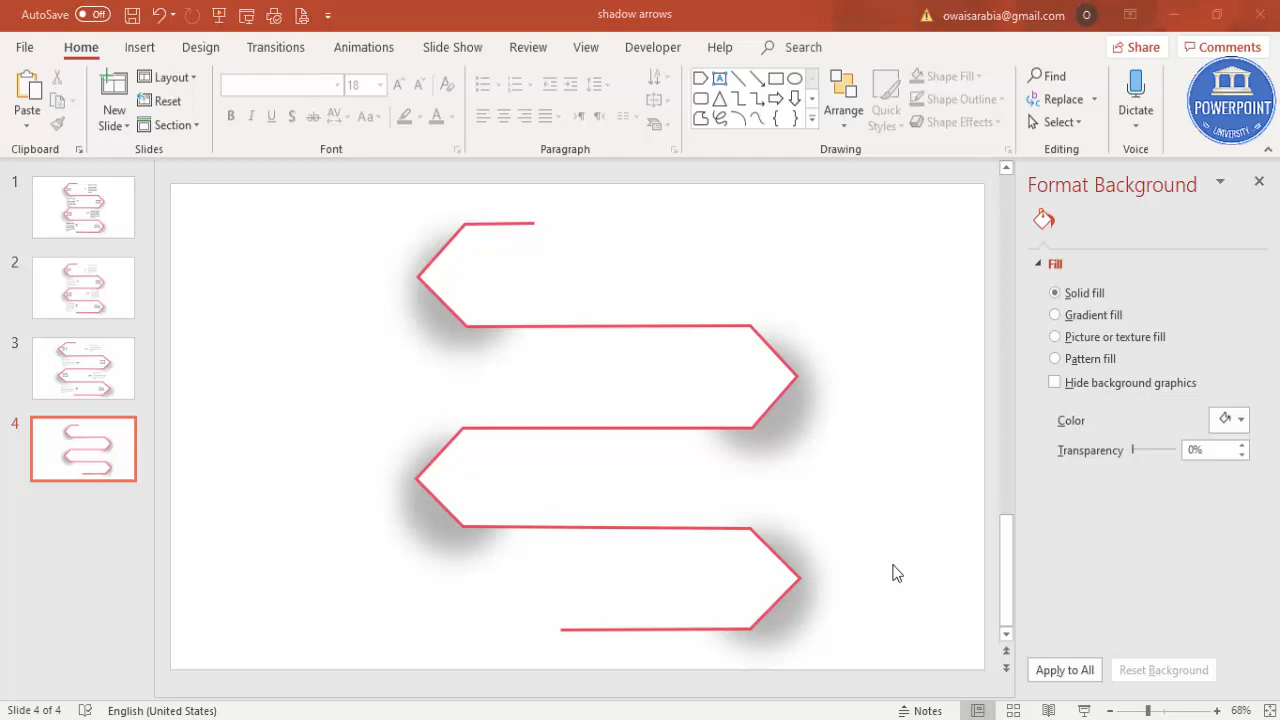 AutoSave Off
shadow arrows
owaisarabia@gmail.com O
File Home Insert Design Transitions Animations Slide Show Review View Developer Help Search
Share Comments
Paste
Clipboard
New Slide
Layout
Reset
Section
Slides
18
B I U S ab AV Aa A
Font
Paragraph
Arrange
Quick Styles
Shape Fill
Shape Outline
Shape Effects
Drawing
Find
Replace
Select
Editing
Dictate
Voice
POWERPOINT
UNIVERSITY
1
2
3
4
Format Background
Fill
Solid fill
Gradient fill
Picture or texture fill
Pattern fill
Hide background graphics
Color
Transparency 0%
Apply to All Reset Background
Slide 4 of 4 English (United States) Notes 68%